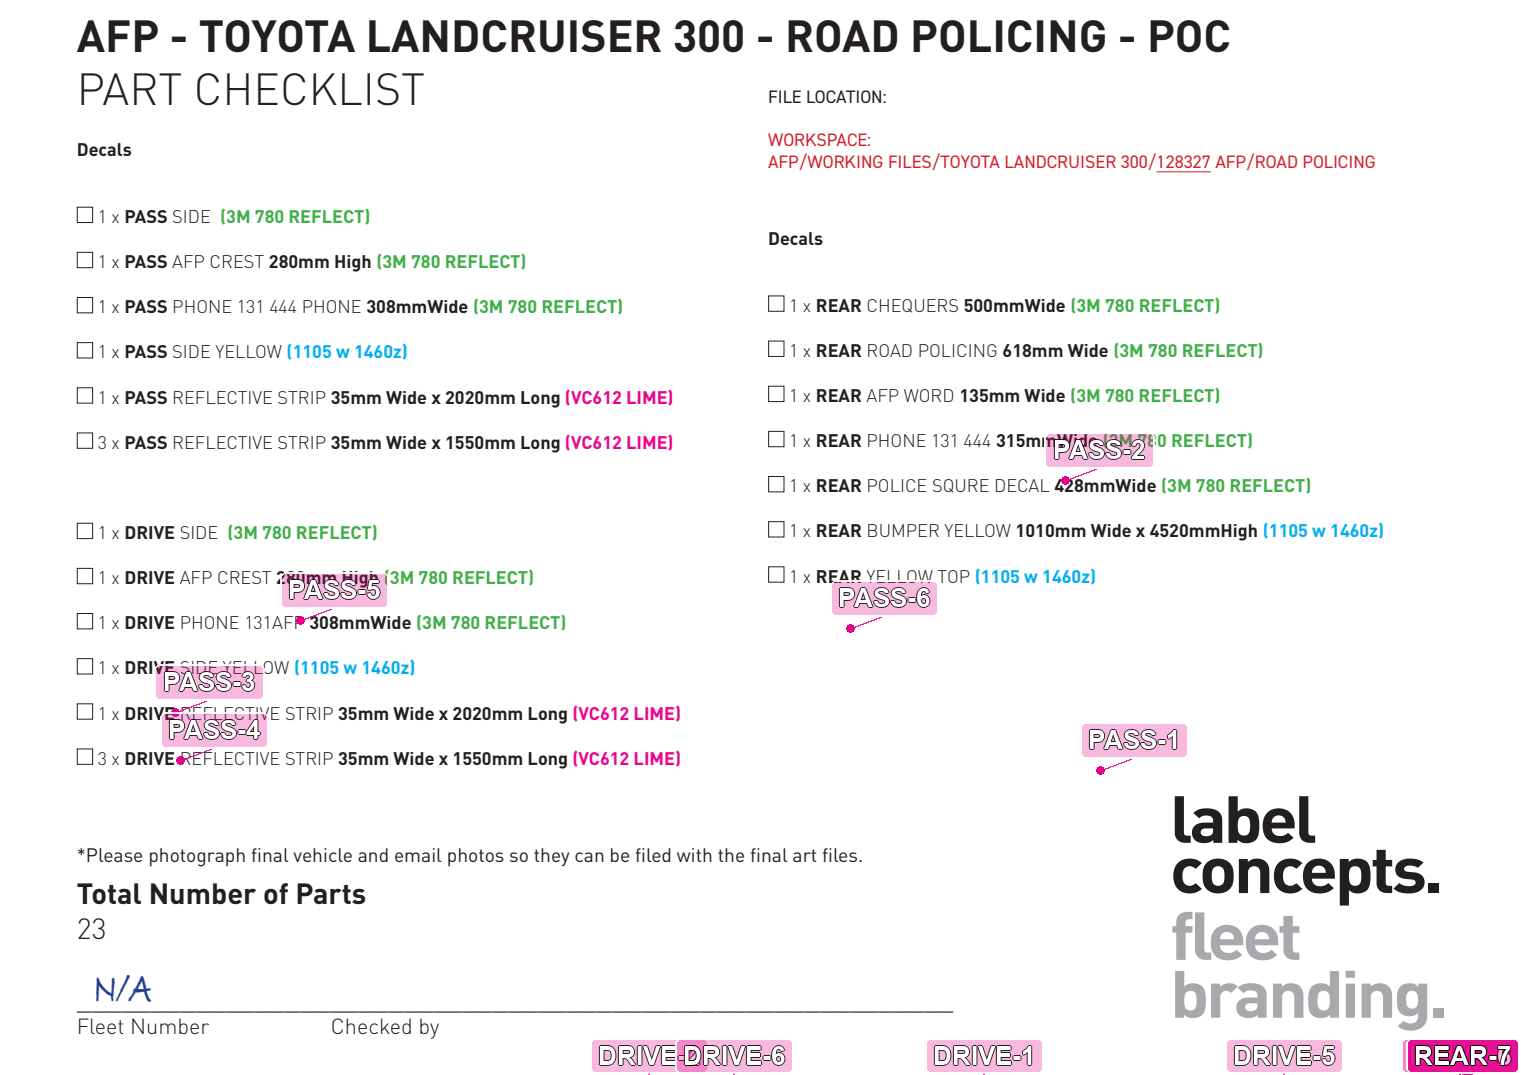 AFP - TOYOTA LANDCRUISER 300 - ROAD POLICING - POC
PART CHECKLIST
FILE LOCATION:
WORKSPACE:
AFP/WORKING FILES/TOYOTA LANDCRUISER 300/128327 AFP/ROAD POLICING
Decals
1 x PASS SIDE (3M 780 REFLECT)
1 x PASS AFP CREST 280mm High (3M 780 REFLECT)
1 x PASS PHONE 131 444 PHONE 308mmWide (3M 780 REFLECT)
1 x PASS SIDE YELLOW (1105 w 1460z)
1 x PASS REFLECTIVE STRIP 35mm Wide x 2020mm Long (VC612 LIME)
3 x PASS REFLECTIVE STRIP 35mm Wide x 1550mm Long (VC612 LIME)
1 x DRIVE SIDE (3M 780 REFLECT)
1 x DRIVE AFP CREST 280mm High (3M 780 REFLECT)
PASS-5
1 x DRIVE PHONE 131AFP 308mmWide (3M 780 REFLECT)
1 x DRIVE SIDE YELLOW (1105 w 1460z)
PASS-3
1 x DRIVE REFLECTIVE STRIP 35mm Wide x 2020mm Long (VC612 LIME)
PASS-4
3 x DRIVE REFLECTIVE STRIP 35mm Wide x 1550mm Long (VC612 LIME)
Decals
1 x REAR CHEQUERS 500mmWide (3M 780 REFLECT)
1 x REAR ROAD POLICING 618mm Wide (3M 780 REFLECT)
1 x REAR AFP WORD 135mm Wide (3M 780 REFLECT)
1 x REAR PHONE 131 444 315mmWide (3M 780 REFLECT)
PASS-2
1 x REAR POLICE SQURE DECAL 428mmWide (3M 780 REFLECT)
1 x REAR BUMPER YELLOW 1010mm Wide x 4520mmHigh (1105 w 1460z)
1 x REAR YELLOW TOP (1105 w 1460z)
PASS-6
PASS-1
*Please photograph final vehicle and email photos so they can be filed with the final art files.
Total Number of Parts
23
N/A
Fleet Number Checked by
label
concepts.
fleet
branding.
DRIVE-6 DRIVE-1 DRIVE-5